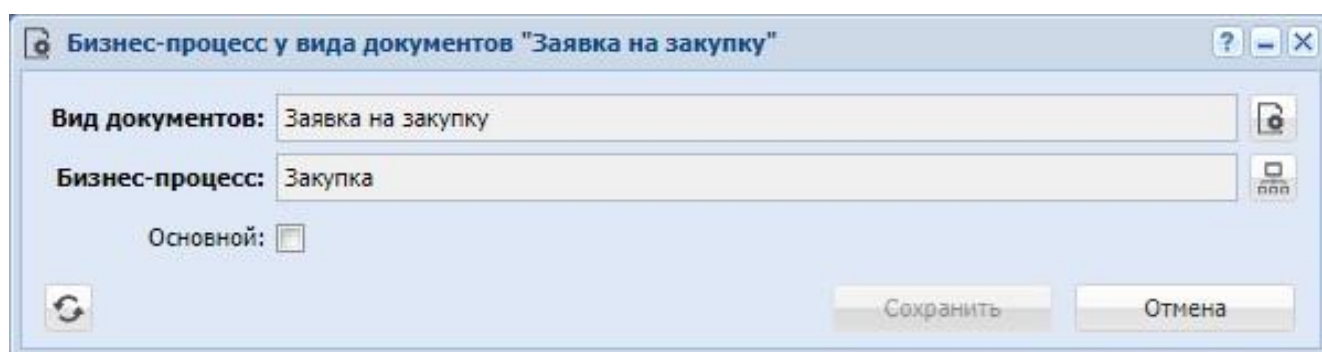 Бизнес-процесс у вида документов "Заявка на закупку"
?
Вид документов: Заявка на закупку
Бизнес-процесс: Закупка
Основной:
Сохранить Отмена